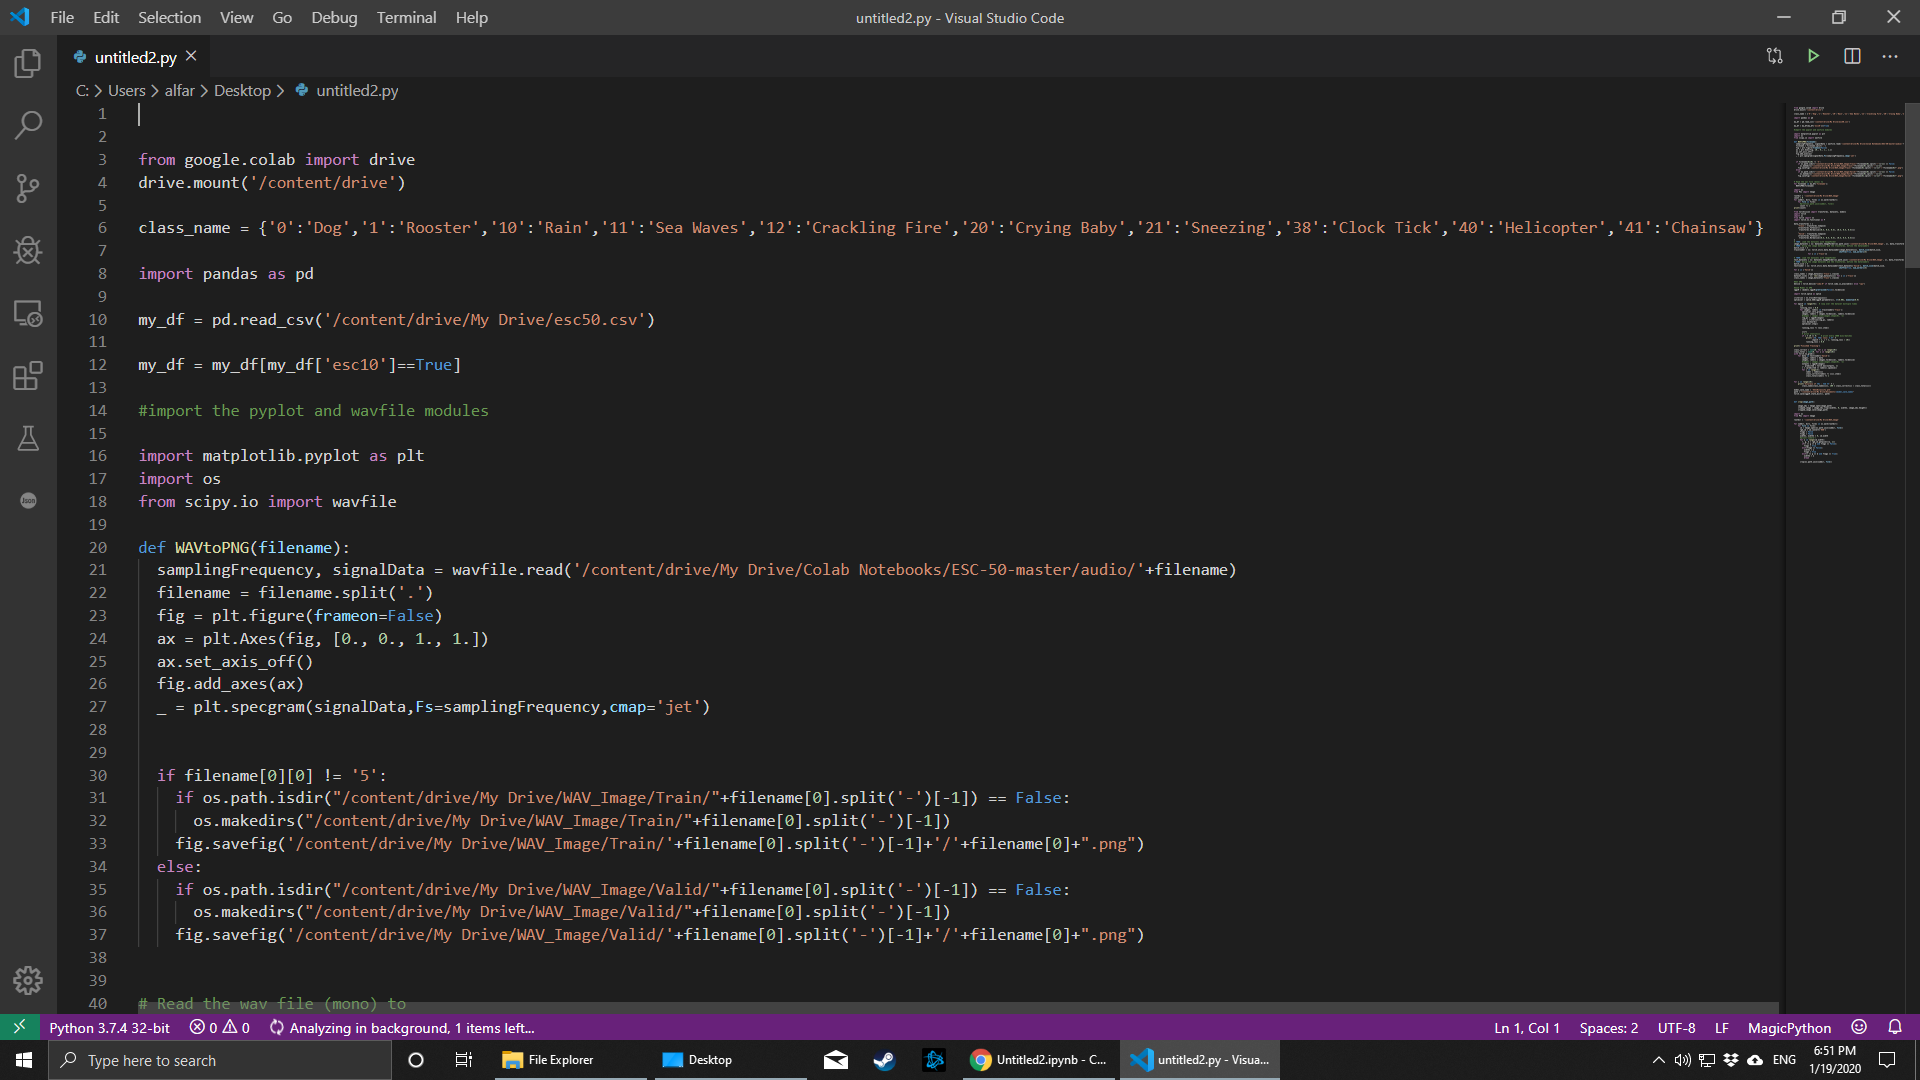 File Edit Selection View Go Debug Terminal Help
untitled2.py - Visual Studio Code
untitled2.py
C: > Users > alfar > Desktop > untitled2.py
1
2
3 from google.colab import drive
4 drive.mount('/content/drive')
5
6 class_name = {'0':'Dog','1':'Rooster','10':'Rain','11':'Sea Waves','12':'Crackling Fire','20':'Crying Baby','21':'Sneezing','38':'Clock Tick','40':'Helicopter','41':'Chainsaw'}
7
8 import pandas as pd
9
10 my_df = pd.read_csv('/content/drive/My Drive/esc50.csv')
11
12 my_df = my_df[my_df['esc10']==True]
13
14 #import the pyplot and wavfile modules
15
16 import matplotlib.pyplot as plt
17 import os
18 from scipy.io import wavfile
19
20 def WAVtoPNG(filename):
21 samplingFrequency, signalData = wavfile.read('/content/drive/My Drive/Colab Notebooks/ESC-50-master/audio/'+filename)
22 filename = filename.split('.')
23 fig = plt.figure(frameon=False)
24 ax = plt.Axes(fig, [0., 0., 1., 1.])
25 ax.set_axis_off()
26 fig.add_axes(ax)
27 _ = plt.specgram(signalData,Fs=samplingFrequency,cmap='jet')
28
29
30 if filename[0][0] != '5':
31 if os.path.isdir("/content/drive/My Drive/WAV_Image/Train/"+filename[0].split('-')[-1]) == False:
32 os.makedirs("/content/drive/My Drive/WAV_Image/Train/"+filename[0].split('-')[-1])
33 fig.savefig('/content/drive/My Drive/WAV_Image/Train/'+filename[0].split('-')[-1]+'/'+filename[0]+".png")
34 else:
35 if os.path.isdir("/content/drive/My Drive/WAV_Image/Valid/"+filename[0].split('-')[-1]) == False:
36 os.makedirs("/content/drive/My Drive/WAV_Image/Valid/"+filename[0].split('-')[-1])
37 fig.savefig('/content/drive/My Drive/WAV_Image/Valid/'+filename[0].split('-')[-1]+'/'+filename[0]+".png")
38
39
40 # Read the wav file (mono) to
Json
Python 3.7.4 32-bit 0 0 Analyzing in background, 1 items left... Ln 1, Col 1 Spaces: 2 UTF-8 LF MagicPython
Type here to search File Explorer Desktop Untitled2.ipynb - C... untitled2.py - Visua... ENG 6:51 PM
1/19/2020